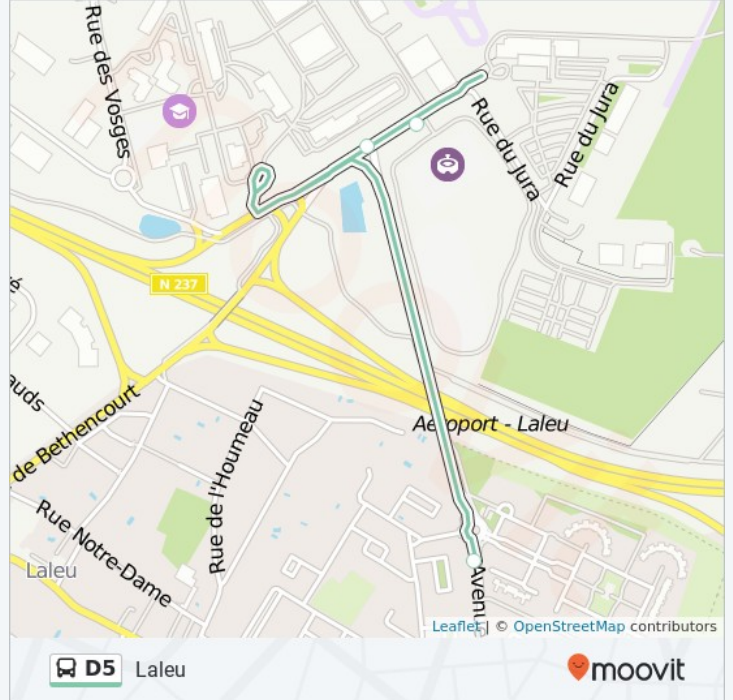 Rue des Vosges
Rue du Jura
Rue du Jura
N 237
Aéroport - Laleu
de Bethencourt
Rue de l'Houmeau
Rue Notre-Dame
Laleu
Leaflet | © OpenStreetMap contributors
D5 Laleu
moovit